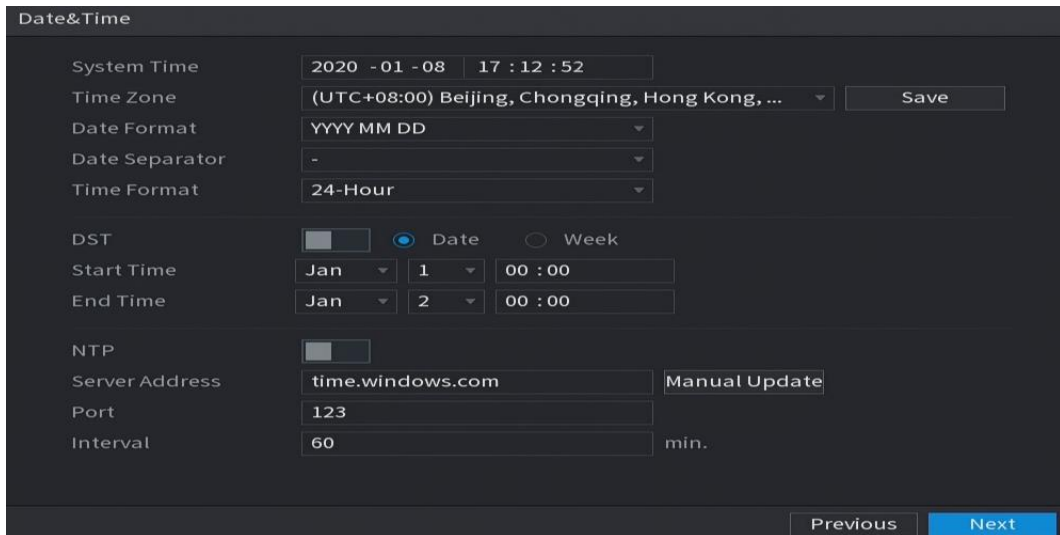 Date&Time
System Time 2020 - 01 - 08 17 : 12 : 52
Time Zone (UTC+08:00) Beijing, Chongqing, Hong Kong, ... Save
Date Format YYYY MM DD
Date Separator -
Time Format 24-Hour
DST Date Week
Start Time Jan 1 00 : 00
End Time Jan 2 00 : 00
NTP
Server Address time.windows.com Manual Update
Port 123
Interval 60 min.
Previous Next